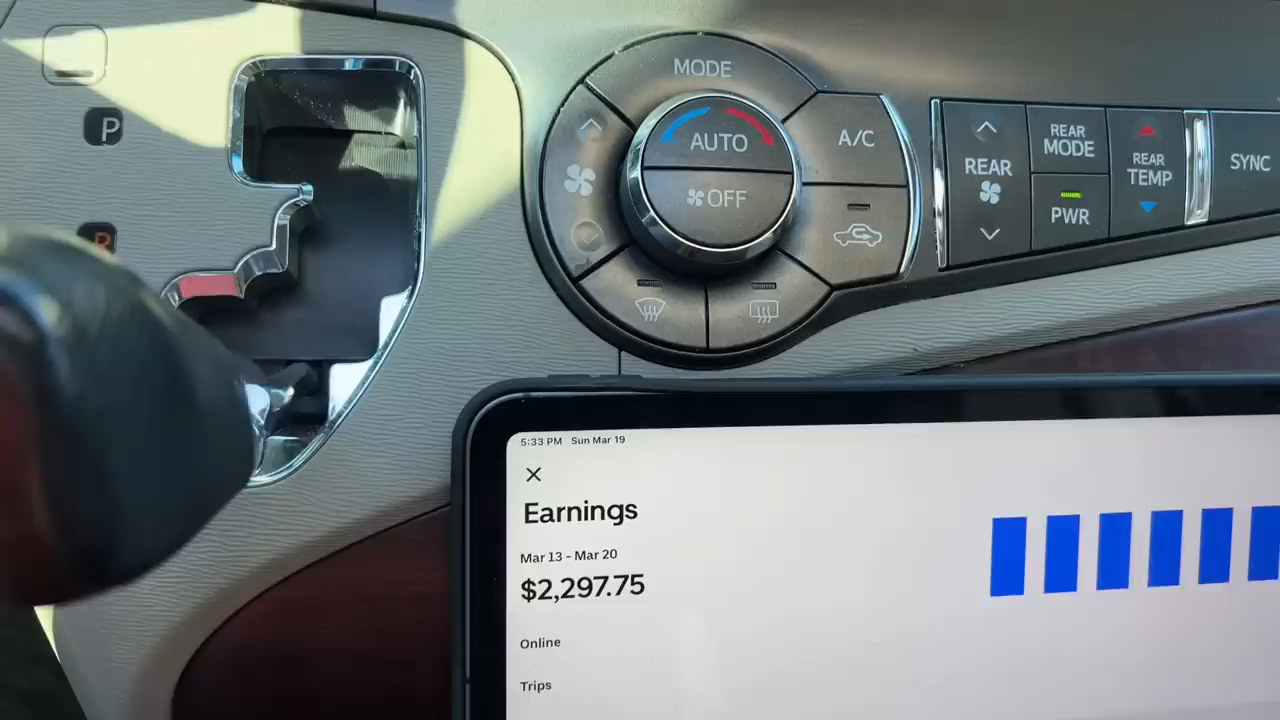 P
R
MODE
AUTO
OFF
A/C
REAR
REAR
MODE
PWR
REAR
TEMP
SYNC
5:33 PM Sun Mar 19
Earnings
Mar 13 - Mar 20
$2,297.75
Online
Trips